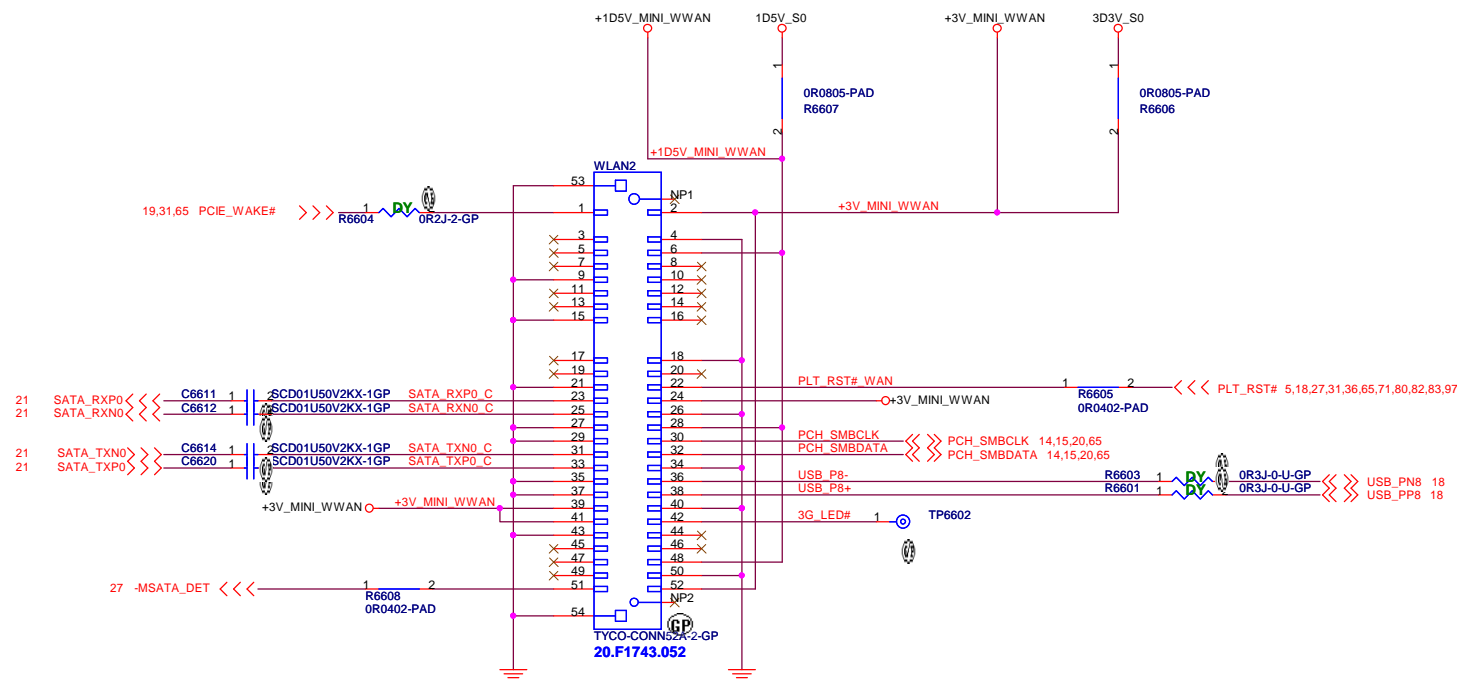 +1D5V_MINI_WWAN 1D5V_S0 +3V_MINI_WWAN 3D3V_S0
1 1
0R0805-PAD 0R0805-PAD
R6607 R6606
2 2
+1D5V_MINI_WWAN
WLAN2
53 NP1
19,31,65 PCIE_WAKE# 1 DY 2 1 2 +3V_MINI_WWAN
R6604 0R2J-2-GP
3 4
5 6
7 8
9 10
11 12
13 14
15 16
17 18
19 20
21 22 PLT_RST#_WAN 1 2 PLT_RST# 5,18,27,31,36,65,71,80,82,83,97
R6605
0R0402-PAD
21 SATA_RXP0 C6611 1 2 SCD01U50V2KX-1GP SATA_RXP0_C 23 24 +3V_MINI_WWAN
21 SATA_RXN0 C6612 1 2 SCD01U50V2KX-1GP SATA_RXN0_C 25 26
27 28
29 30 PCH_SMBCLK PCH_SMBCLK 14,15,20,65
21 SATA_TXN0 C6614 1 2 SCD01U50V2KX-1GP SATA_TXN0_C 31 32 PCH_SMBDATA PCH_SMBDATA 14,15,20,65
21 SATA_TXP0 C6620 1 2 SCD01U50V2KX-1GP SATA_TXP0_C 33 34
35 36 USB_P8- R6603 1 DY 2 0R3J-0-U-GP USB_PN8 18
37 38 USB_P8+ R6601 1 DY 2 0R3J-0-U-GP USB_PP8 18
+3V_MINI_WWAN +3V_MINI_WWAN 39 40
41 42 3G_LED# 1 TP6602
43 44
45 46
47 48
49 50
27 -MSATA_DET 1 2 51 52
R6608
0R0402-PAD
NP2
54
GP
TYCO-CONN52A-2-GP
20.F1743.052